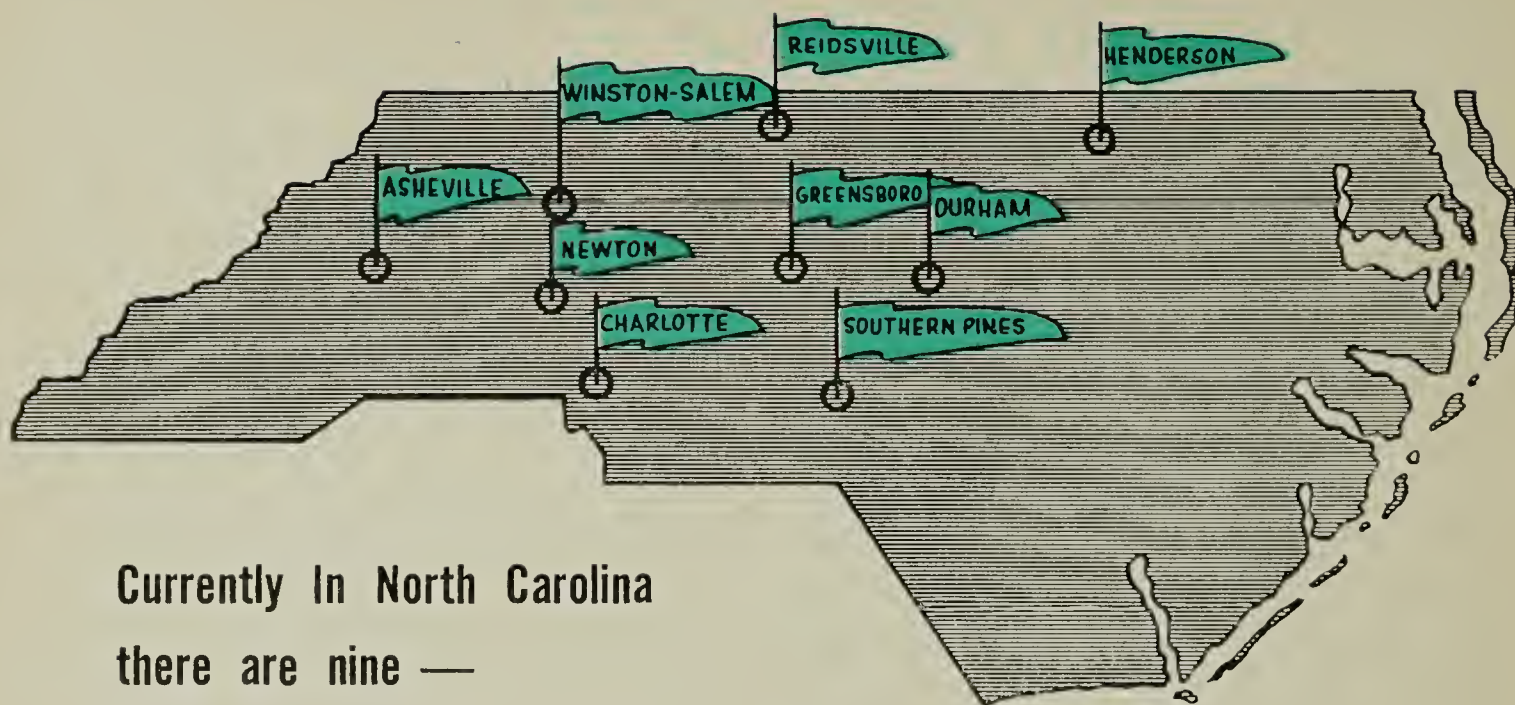 REIDSVILLE
HENDERSON
WINSTON-SALEM
ASHEVILLE
GREENSBORO
DURHAM
NEWTON
CHARLOTTE
SOUTHERN PINES
Currently In North Carolina
there are nine —